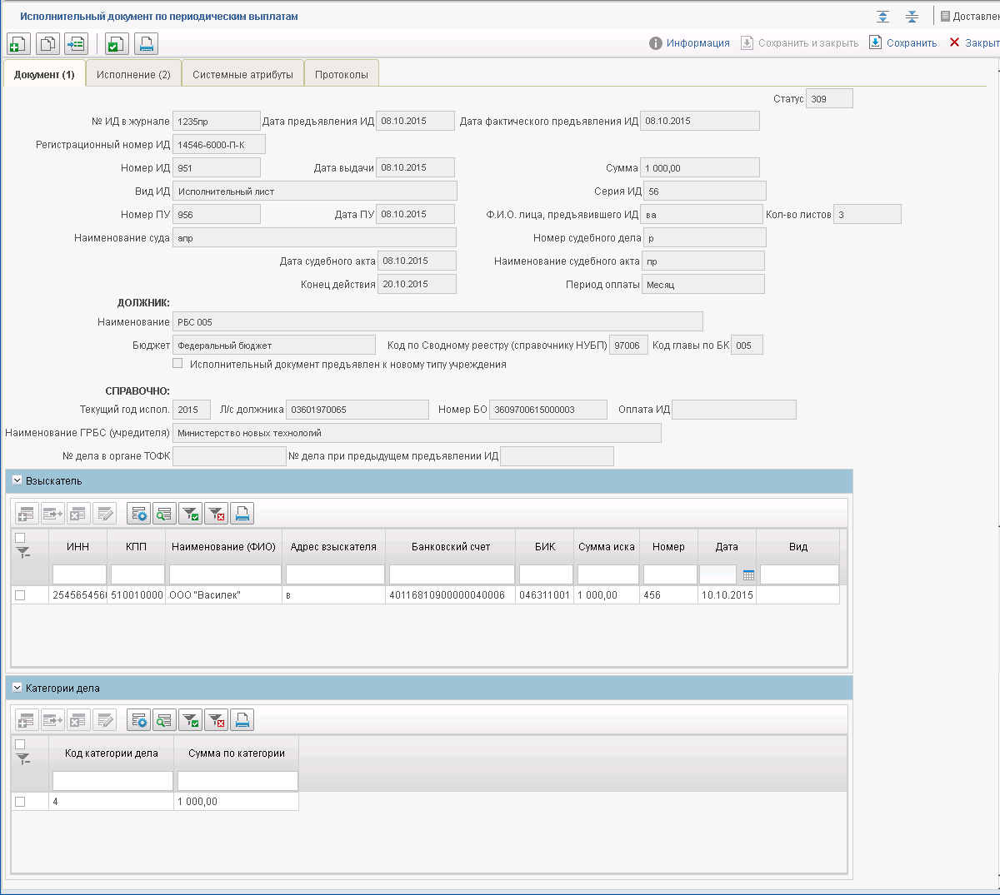 Исполнительный документ по периодическим выплатам
Доставлен
Информация Сохранить и закрыть Сохранить Закрыт
Документ (1) Исполнение (2) Системные атрибуты Протоколы
Статус 309
№ ИД в журнале 1235пр Дата предъявления ИД 08.10.2015 Дата фактического предъявления ИД 08.10.2015
Регистрационный номер ИД 14546-6000-П-К
Номер ИД 951 Дата выдачи 08.10.2015 Сумма 1 000,00
Вид ИД Исполнительный лист Серия ИД 56
Номер ПУ 956 Дата ПУ 08.10.2015 Ф.И.О. лица, предъявившего ИД ва Кол-во листов 3
Наименование суда апр Номер судебного дела р
Дата судебного акта 08.10.2015 Наименование судебного акта пр
Конец действия 20.10.2015 Период оплаты Месяц
ДОЛЖНИК:
Наименование РБС 005
Бюджет Федеральный бюджет Код по Сводному реестру (справочнику НУБП) 97006 Код главы по БК 005
Исполнительный документ предъявлен к новому типу учреждения
СПРАВОЧНО:
Текущий год испол. 2015 Л/с должника 03601970065 Номер БО 3609700615000003 Оплата ИД
Наименование ГРБС (учредителя) Министерство новых технологий
№ дела в органе ТОФК № дела при предыдущем предъявлении ИД
Взыскатель
ИНН КПП Наименование (ФИО) Адрес взыскателя Банковский счет БИК Сумма иска Номер Дата Вид
2545654560 510010000 ООО "Василек" в 40116810900000040006 046311001 1 000,00 456 10.10.2015
Категории дела
Код категории дела Сумма по категории
4 1 000,00